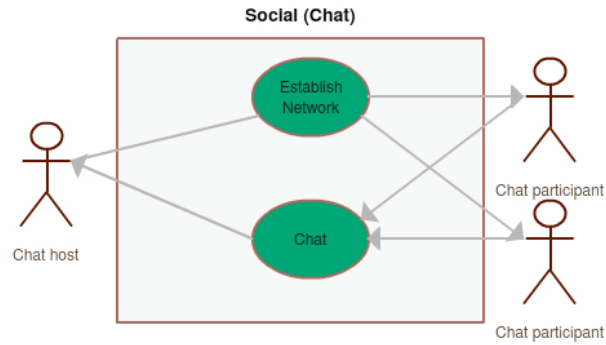 Social (Chat)
Establish
Network
Chat participant
Chat host
Chat
Chat participant